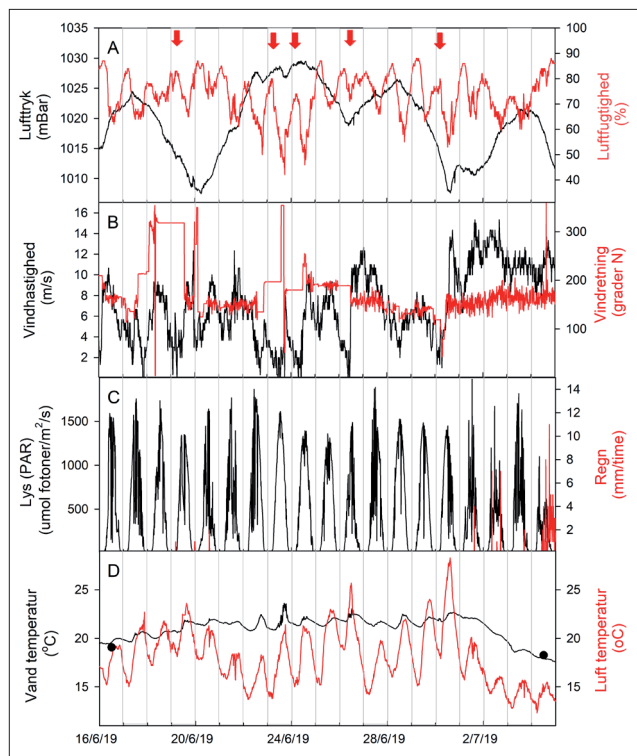 A
Lufttryk
(mBar)
1035
1030
1025
1020
1015
1010
100
90
80
70
60
50
40
Luftfugtighed
(%)
B
Vindhastighed
(m/s)
16
14
12
10
8
6
4
2
300
200
100
Vindretning
(grader N)
C
Lys (PAR)
(umol fotoner/m²/s)
1500
1000
500
14
12
10
8
6
4
2
Regn
(mm/time)
D
Vand temperatur
(°C)
25
20
15
25
20
15
Luft temperatur
(oC)
16/6/19
20/6/19
24/6/19
28/6/19
2/7/19